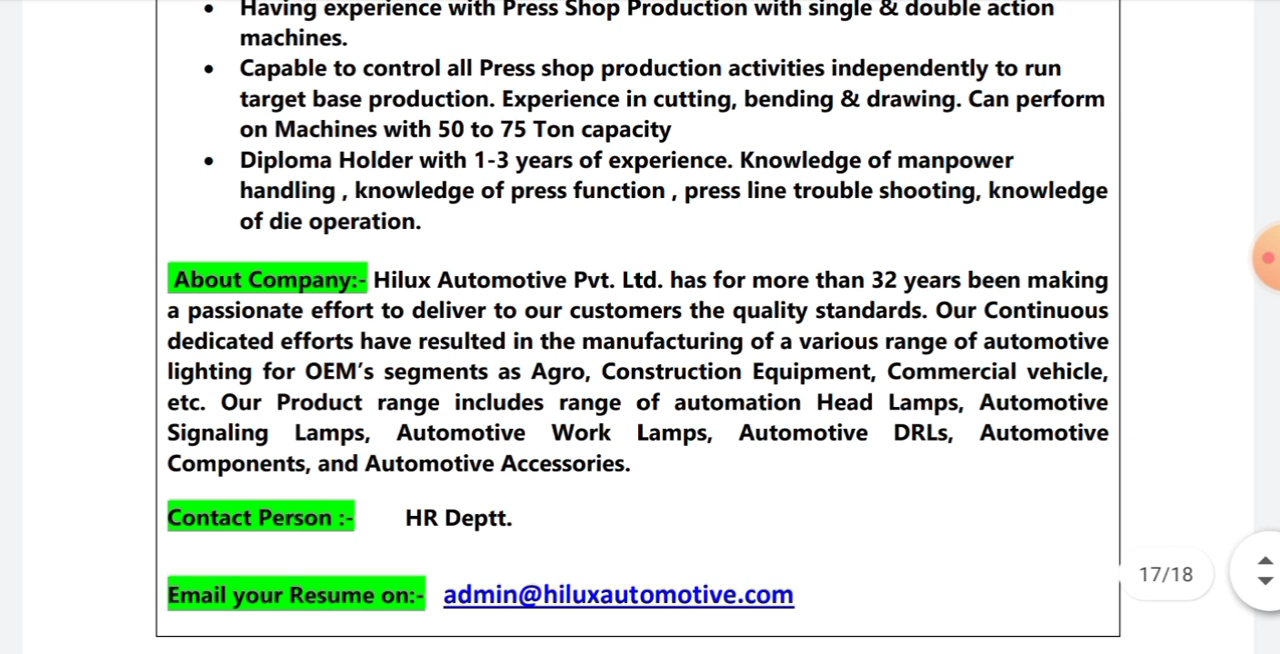 • Having experience with Press Shop Production with single & double action
machines.
• Capable to control all Press shop production activities independently to run
target base production. Experience in cutting, bending & drawing. Can perform
on Machines with 50 to 75 Ton capacity
• Diploma Holder with 1-3 years of experience. Knowledge of manpower
handling , knowledge of press function , press line trouble shooting, knowledge
of die operation.
About Company:- Hilux Automotive Pvt. Ltd. has for more than 32 years been making
a passionate effort to deliver to our customers the quality standards. Our Continuous
dedicated efforts have resulted in the manufacturing of a various range of automotive
lighting for OEM’s segments as Agro, Construction Equipment, Commercial vehicle,
etc. Our Product range includes range of automation Head Lamps, Automotive
Signaling Lamps, Automotive Work Lamps, Automotive DRLs, Automotive
Components, and Automotive Accessories.
Contact Person :- HR Deptt.
17/18
Email your Resume on:- admin@hiluxautomotive.com